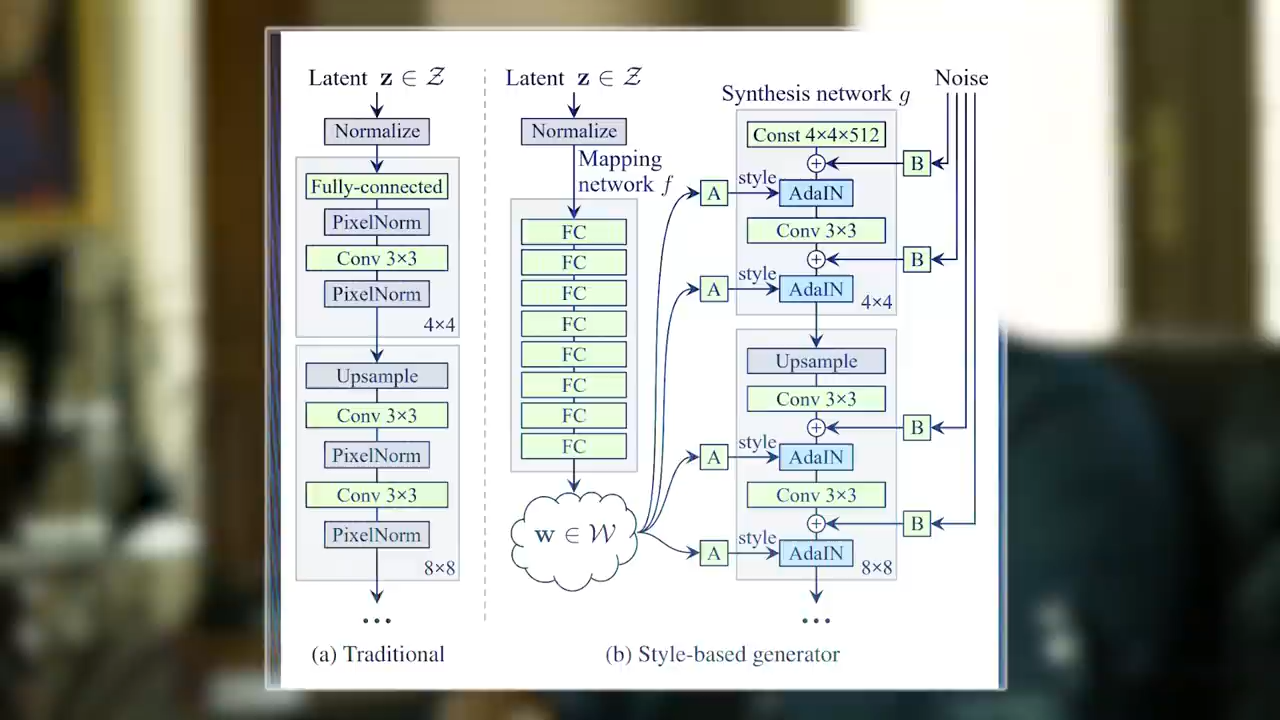 Latent z ∈ 𝒵
Normalize
Fully-connected
PixelNorm
Conv 3×3
PixelNorm
4×4
Upsample
Conv 3×3
PixelNorm
Conv 3×3
PixelNorm
8×8
...
(a) Traditional
Latent z ∈ 𝒵
Normalize
Mapping
network f
FC
FC
FC
FC
FC
FC
FC
FC
w ∈ 𝒲
Synthesis network g
Noise
Const 4×4×512
B
A
style
AdaIN
Conv 3×3
B
A
style
AdaIN
4×4
Upsample
Conv 3×3
B
A
style
AdaIN
Conv 3×3
B
A
style
AdaIN
8×8
...
(b) Style-based generator